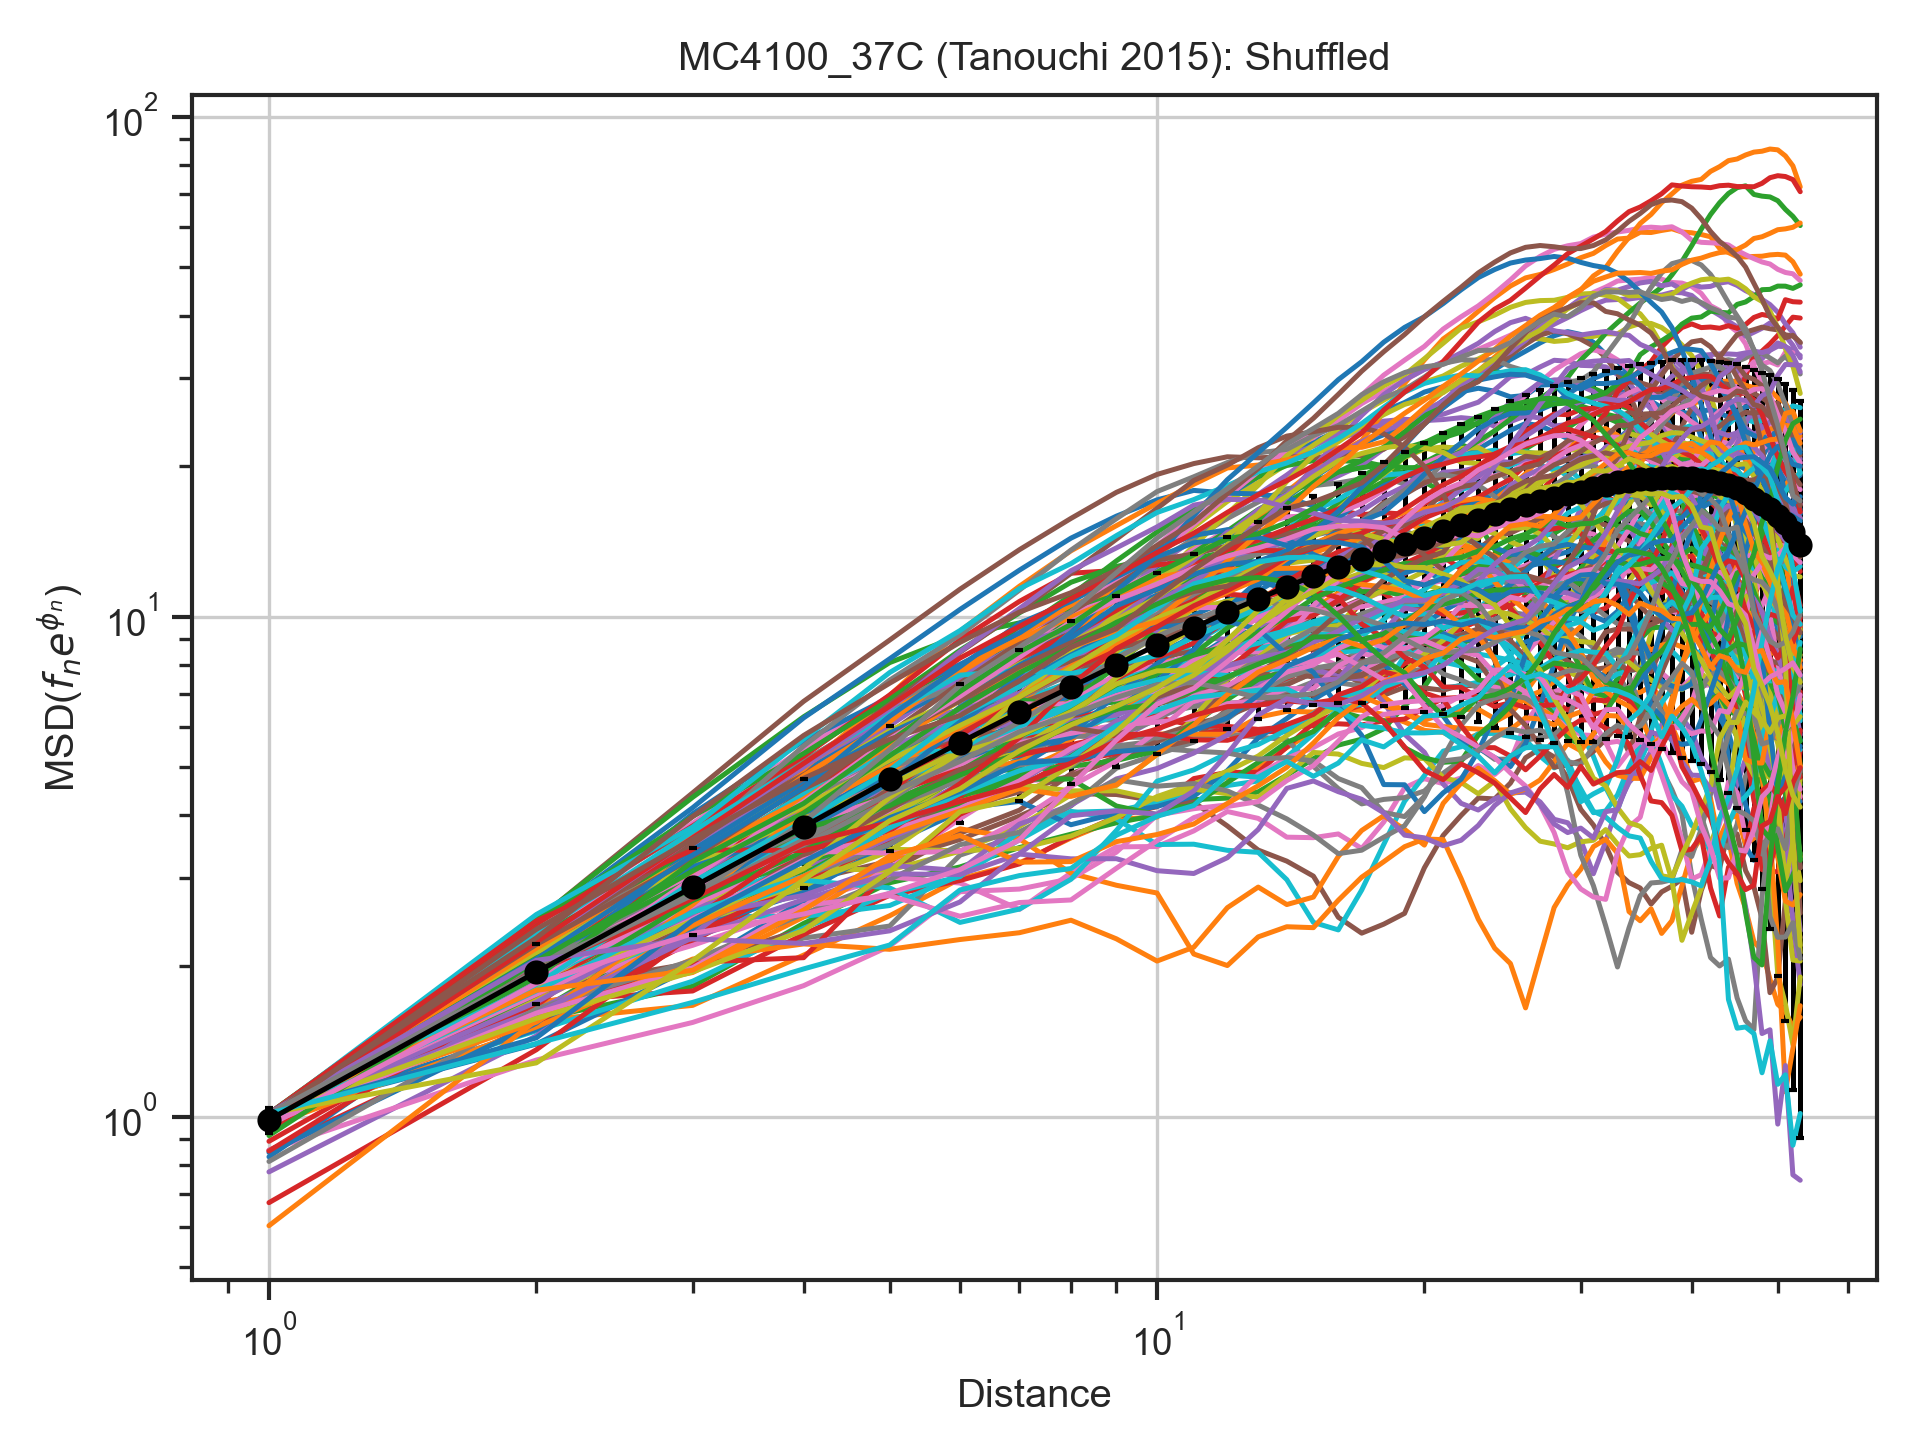 MC4100_37C (Tanouchi 2015): Shuffled
10²
10¹
10⁰
MSD(fₙe^ϕₙ)
10⁰ 10¹
Distance